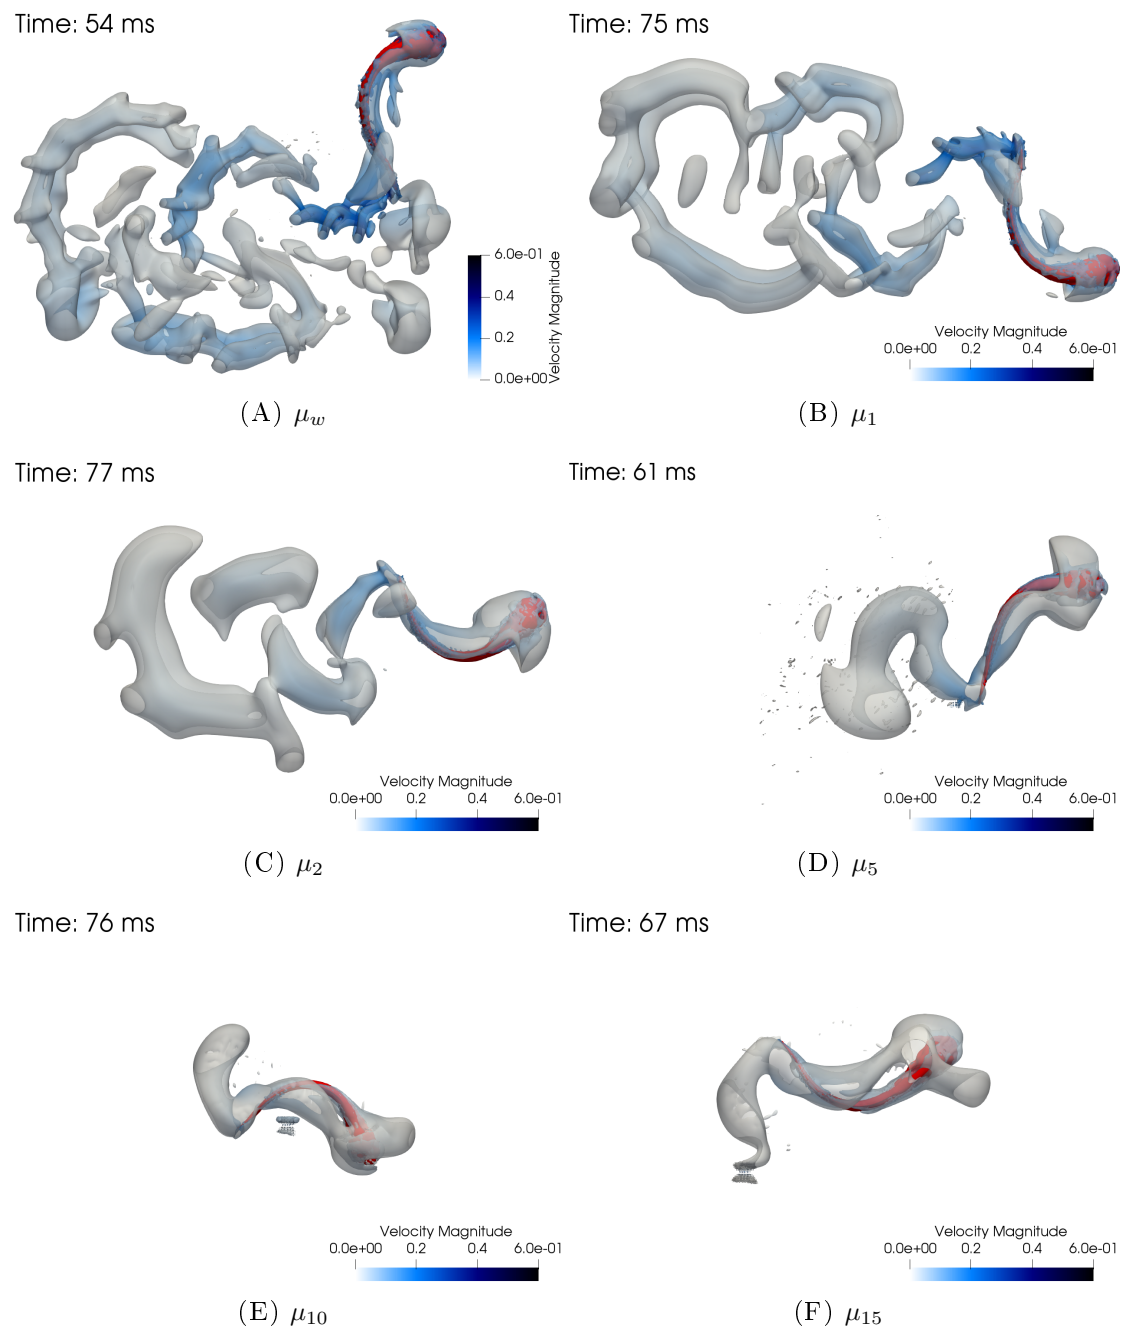 Time: 54 ms
6.0e-01
0.4
0.2
0.0e+00
Velocity Magnitude
(A) μw
Time: 75 ms
Velocity Magnitude
0.0e+00 0.2 0.4 6.0e-01
(B) μ1
Time: 77 ms
Velocity Magnitude
0.0e+00 0.2 0.4 6.0e-01
(C) μ2
Time: 61 ms
Velocity Magnitude
0.0e+00 0.2 0.4 6.0e-01
(D) μ5
Time: 76 ms
Velocity Magnitude
0.0e+00 0.2 0.4 6.0e-01
(E) μ10
Time: 67 ms
Velocity Magnitude
0.0e+00 0.2 0.4 6.0e-01
(F) μ15